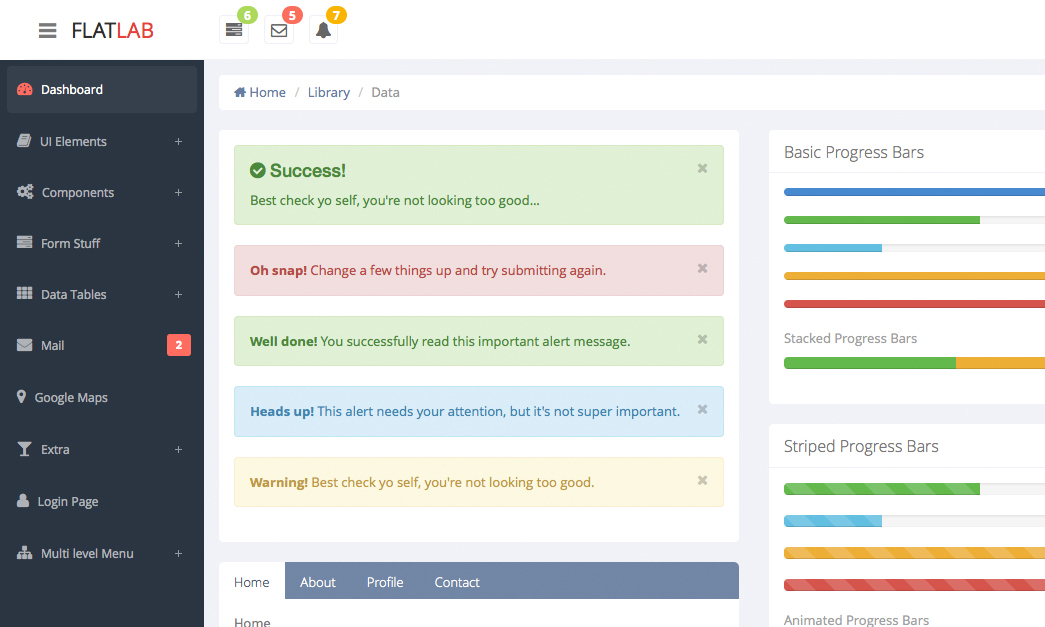 FLATLAB
6
5
7
Dashboard
UI Elements +
Components +
Form Stuff +
Data Tables +
Mail 2
Google Maps
Extra +
Login Page
Multi level Menu +
Home / Library / Data
Success!
Best check yo self, you're not looking too good...
Oh snap! Change a few things up and try submitting again.
Well done! You successfully read this important alert message.
Heads up! This alert needs your attention, but it's not super important.
Warning! Best check yo self, you're not looking too good.
Home About Profile Contact
Home
Basic Progress Bars
Stacked Progress Bars
Striped Progress Bars
Animated Progress Bars